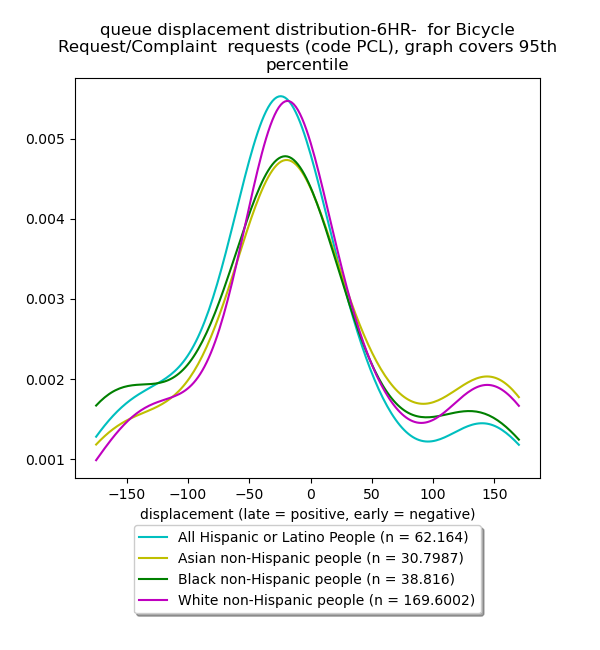 queue displacement distribution-6HR-  for Bicycle
Request/Complaint  requests (code PCL), graph covers 95th
percentile
0.005
0.004
0.003
0.002
0.001
−150 −100 −50 0 50 100 150
displacement (late = positive, early = negative)
All Hispanic or Latino People (n = 62.164)
Asian non-Hispanic people (n = 30.7987)
Black non-Hispanic people (n = 38.816)
White non-Hispanic people (n = 169.6002)